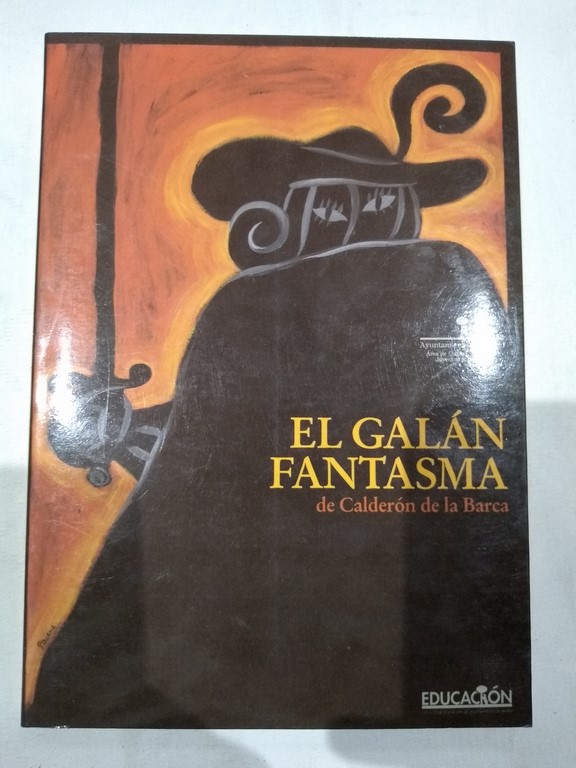 EL GALÁN
FANTASMA
de Calderón de la Barca
EDUCACIÓN